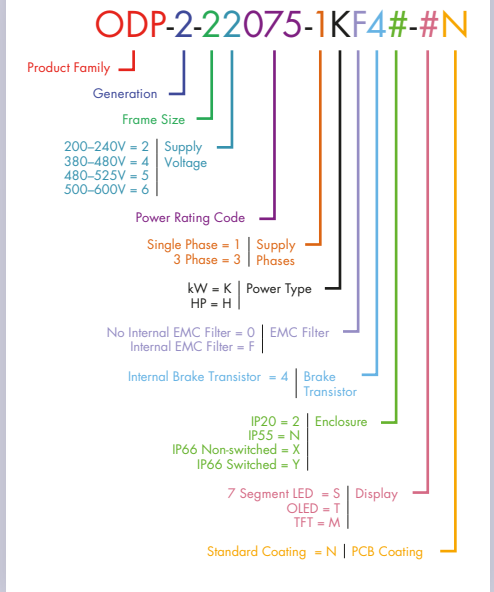 ODP-2-22075-1KF4#-#N
Product Family
Generation
Frame Size
200–240V = 2 | Supply
380–480V = 4 | Voltage
480–525V = 5
500–600V = 6
Power Rating Code
Single Phase = 1 | Supply
3 Phase = 3 | Phases
kW = K | Power Type
HP = H
No Internal EMC Filter = 0 | EMC Filter
Internal EMC Filter = F
Internal Brake Transistor = 4 | Brake
Transistor
IP20 = 2 | Enclosure
IP55 = N
IP66 Non-switched = X
IP66 Switched = Y
7 Segment LED = S | Display
OLED = T
TFT = M
Standard Coating = N | PCB Coating